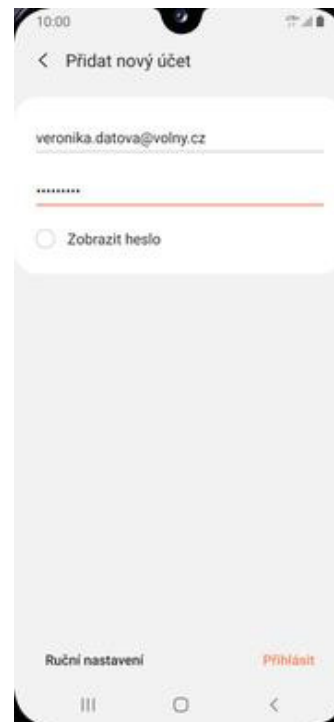 10:00
Přidat nový účet
veronika.datova@volny.cz
•••••••••
Zobrazit heslo
Ruční nastavení
Přihlásit